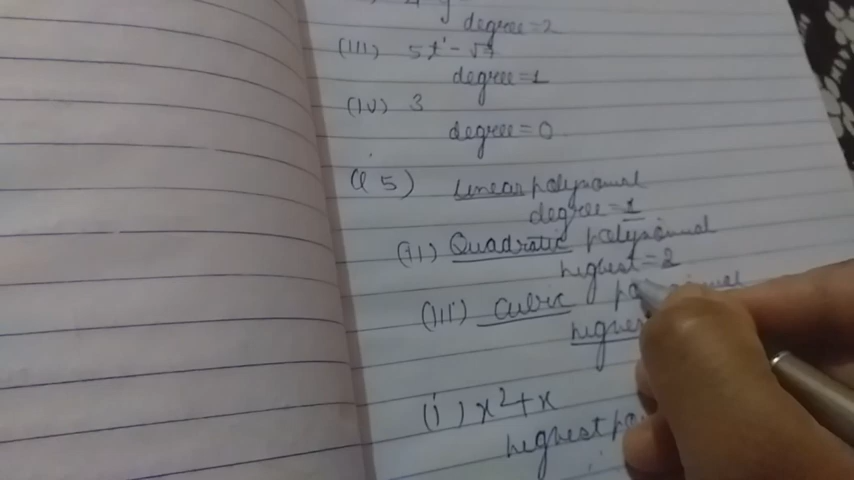 degree = 2
(III) 5t¹ - √7
degree = 1
(IV) 3
degree = 0
(Q 5) Linear polynomial
degree = 1
(ii) Quadratic polynomial
highest = 2
(III) Cubic
(i) x² + x
highest